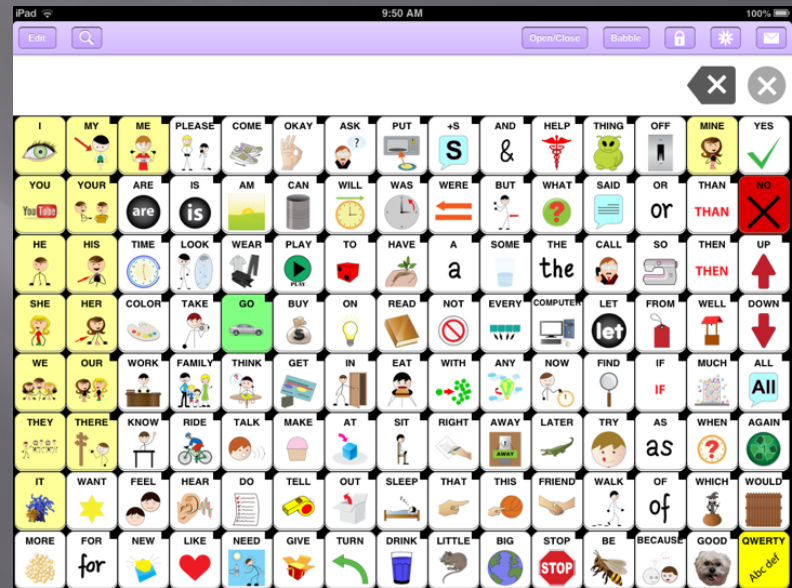 iPad 9:50 AM 100%
Edit Open/Close Babble
I MY ME PLEASE COME OKAY ASK PUT +S AND HELP THING OFF MINE YES
? S &
YOU YOUR ARE IS AM CAN WILL WAS WERE BUT WHAT SAID OR THAN NO
You Tube are is ? or THAN
HE HIS TIME LOOK WEAR PLAY TO HAVE A SOME THE CALL SO THEN UP
PLAY a the THEN
SHE HER COLOR TAKE GO BUY ON READ NOT EVERY COMPUTER LET FROM WELL DOWN
$ let
WE OUR WORK FAMILY THINK GET IN EAT WITH ANY NOW FIND IF MUCH ALL
IF All
THEY THERE KNOW RIDE TALK MAKE AT SIT RIGHT AWAY LATER TRY AS WHEN AGAIN
AWAY as ?
IT WANT FEEL HEAR DO TELL OUT SLEEP THAT THIS FRIEND WALK OF WHICH WOULD
of
MORE FOR NEW LIKE NEED GIVE TURN DRINK LITTLE BIG STOP BE BECAUSE GOOD QWERTY
for STOP Abc def